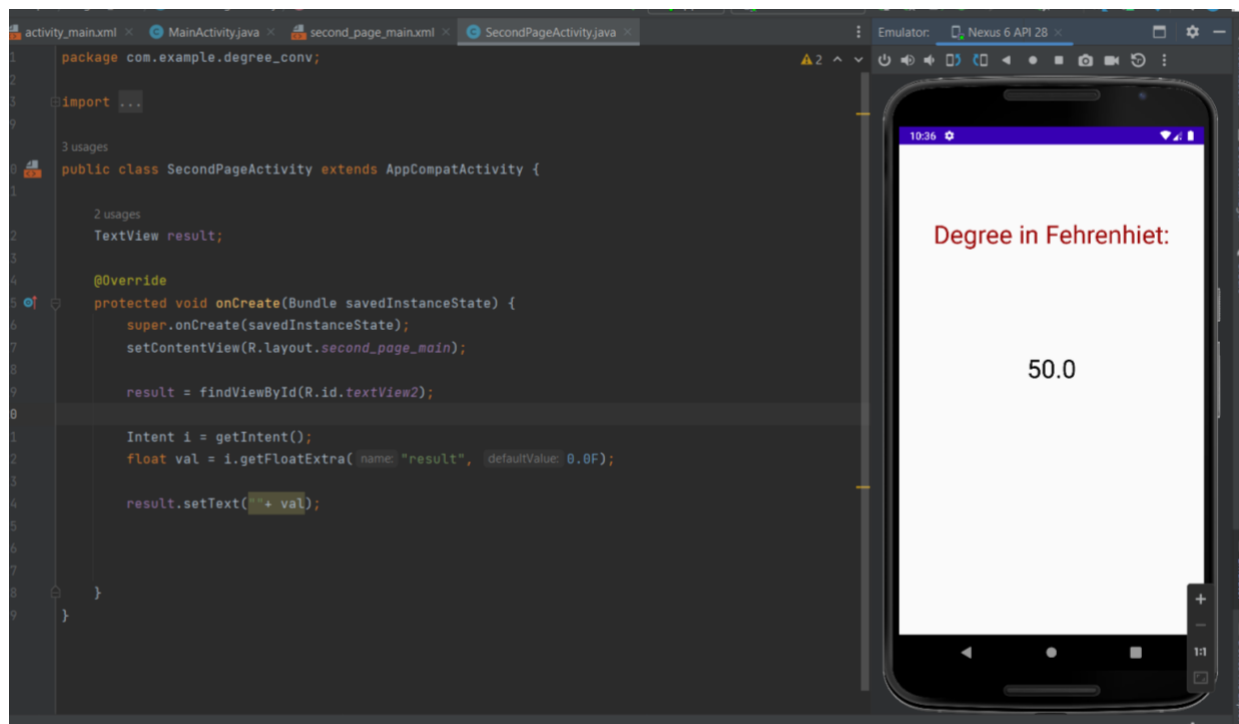 activity_main.xml MainActivity.java second_page_main.xml SecondPageActivity.java
Emulator: Nexus 6 API 28
package com.example.degree_conv;
2
import ...
3 usages
public class SecondPageActivity extends AppCompatActivity {
2 usages
TextView result;
@Override
protected void onCreate(Bundle savedInstanceState) {
super.onCreate(savedInstanceState);
setContentView(R.layout.second_page_main);
result = findViewById(R.id.textView2);
Intent i = getIntent();
float val = i.getFloatExtra( name: "result", defaultValue: 0.0F);
result.setText(""+ val);
}
}
10:36
Degree in Fehrenhiet:
50.0
1:1